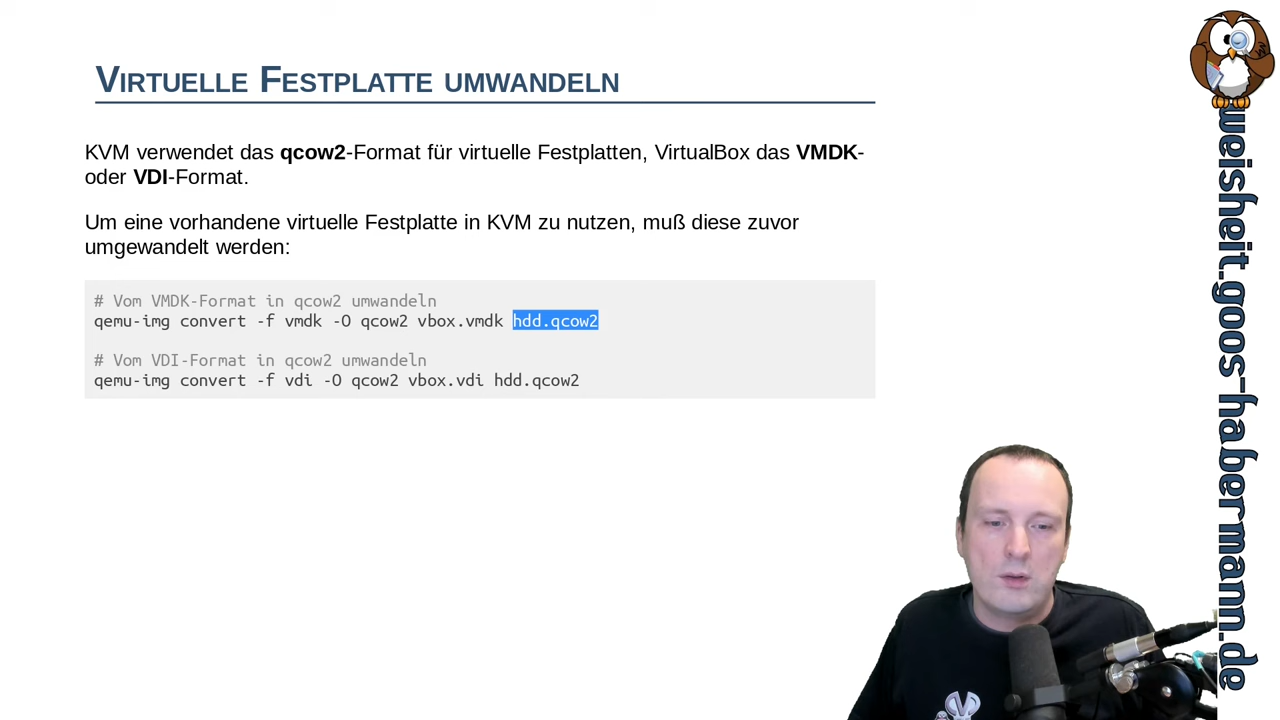 VIRTUELLE FESTPLATTE UMWANDELN
KVM verwendet das qcow2-Format für virtuelle Festplatten, VirtualBox das VMDK-
oder VDI-Format.
Um eine vorhandene virtuelle Festplatte in KVM zu nutzen, muß diese zuvor
umgewandelt werden:
# Vom VMDK-Format in qcow2 umwandeln
qemu-img convert -f vmdk -O qcow2 vbox.vmdk hdd.qcow2
# Vom VDI-Format in qcow2 umwandeln
qemu-img convert -f vdi -O qcow2 vbox.vdi hdd.qcow2
weisheit.goos-habermann.de